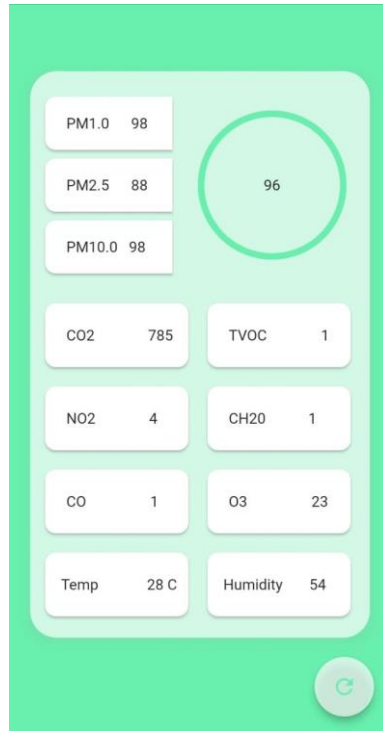 PM1.0 98
PM2.5 88
96
PM10.0 98
CO2 785
TVOC 1
NO2 4
CH20 1
CO 1
O3 23
Temp 28 C
Humidity 54